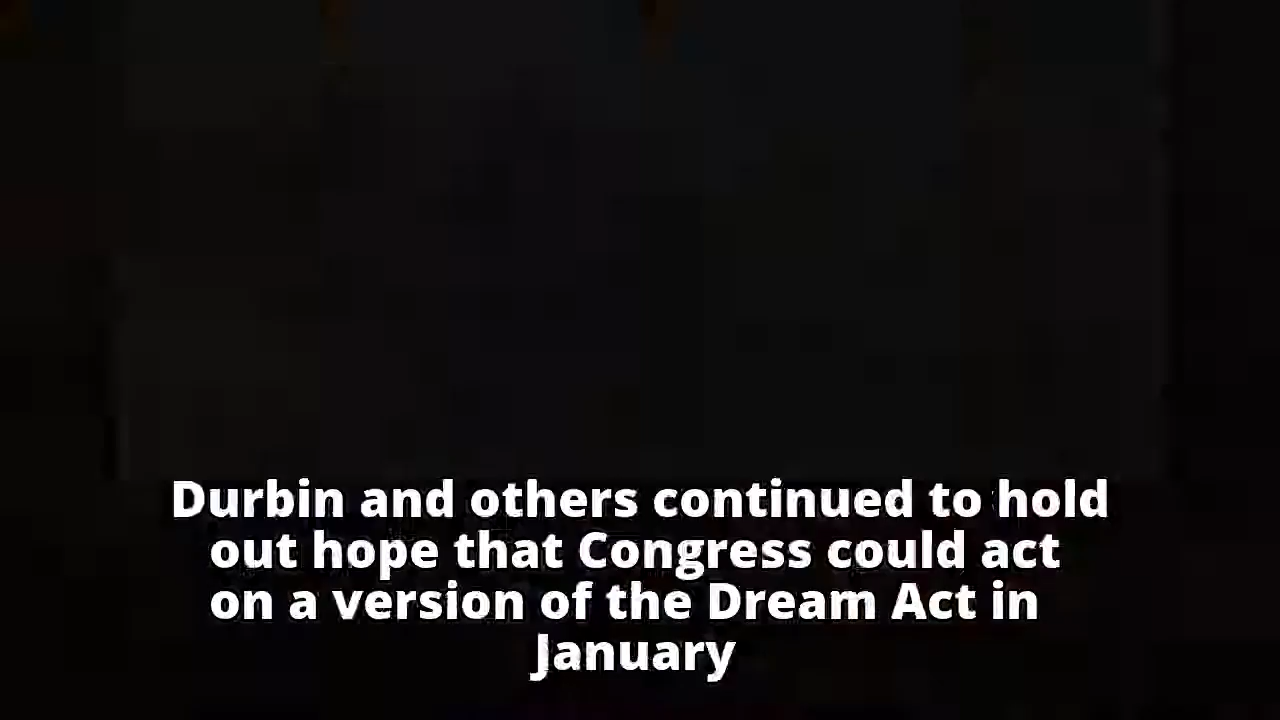 Durbin and others continued to hold
out hope that Congress could act
on a version of the Dream Act in
January